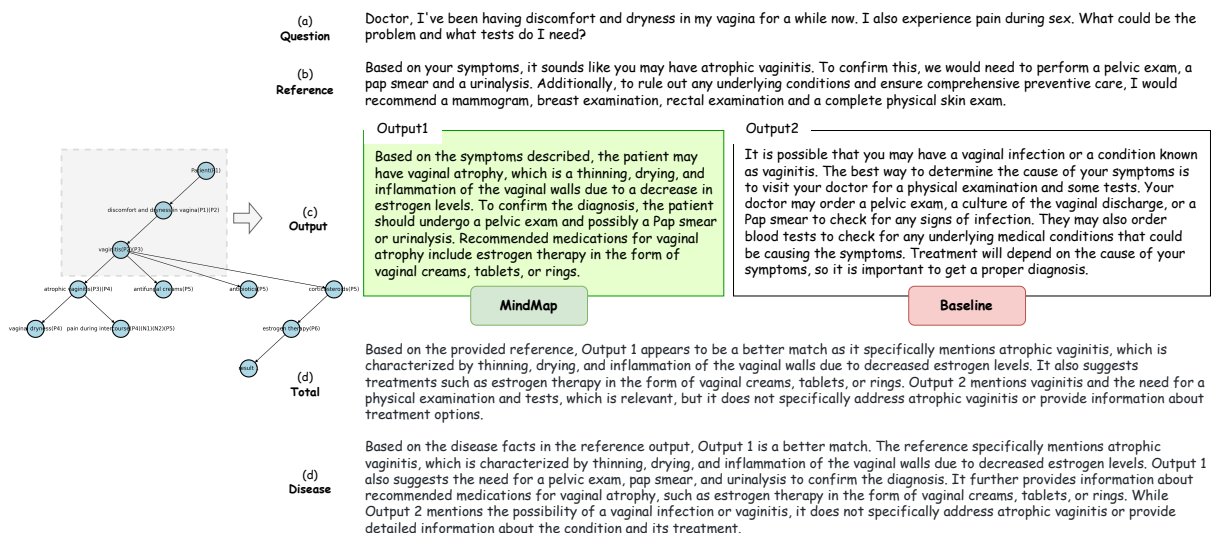 (a)
Question
Doctor, I've been having discomfort and dryness in my vagina for a while now. I also experience pain during sex. What could be the
problem and what tests do I need?
(b)
Reference
Based on your symptoms, it sounds like you may have atrophic vaginitis. To confirm this, we would need to perform a pelvic exam, a
pap smear and a urinalysis. Additionally, to rule out any underlying conditions and ensure comprehensive preventive care, I would
recommend a mammogram, breast examination, rectal examination and a complete physical skin exam.
Patient(P1)
discomfort and dryness in vagina(P1)(P2)
vaginitis(P2)(P3)
atrophic vaginitis(P3)(P4)
antifungal creams(P5)
antibiotics(P5)
corticosteroids(P5)
vaginal dryness(P4)
pain during intercourse(P4)(N1)(N2)(P5)
estrogen therapy(P6)
(c)
Output
Output1
Based on the symptoms described, the patient may
have vaginal atrophy, which is a thinning, drying, and
inflammation of the vaginal walls due to a decrease in
estrogen levels. To confirm the diagnosis, the patient
should undergo a pelvic exam and possibly a Pap smear
or urinalysis. Recommended medications for vaginal
atrophy include estrogen therapy in the form of
vaginal creams, tablets, or rings.
MindMap
Output2
It is possible that you may have a vaginal infection or a condition known
as vaginitis. The best way to determine the cause of your symptoms is
to visit your doctor for a physical examination and some tests. Your
doctor may order a pelvic exam, a culture of the vaginal discharge, or a
Pap smear to check for any signs of infection. They may also order
blood tests to check for any underlying medical conditions that could
be causing the symptoms. Treatment will depend on the cause of your
symptoms, so it is important to get a proper diagnosis.
Baseline
(d)
Total
Based on the provided reference, Output 1 appears to be a better match as it specifically mentions atrophic vaginitis, which is
characterized by thinning, drying, and inflammation of the vaginal walls due to decreased estrogen levels. It also suggests
treatments such as estrogen therapy in the form of vaginal creams, tablets, or rings. Output 2 mentions vaginitis and the need for a
physical examination and tests, which is relevant, but it does not specifically address atrophic vaginitis or provide information about
treatment options.
(d)
Disease
Based on the disease facts in the reference output, Output 1 is a better match. The reference specifically mentions atrophic
vaginitis, which is characterized by thinning, drying, and inflammation of the vaginal walls due to decreased estrogen levels. Output 1
also suggests the need for a pelvic exam, pap smear, and urinalysis to confirm the diagnosis. It further provides information about
recommended medications for vaginal atrophy, such as estrogen therapy in the form of vaginal creams, tablets, or rings. While
Output 2 mentions the possibility of a vaginal infection or vaginitis, it does not specifically address atrophic vaginitis or provide
detailed information about the condition and its treatment.